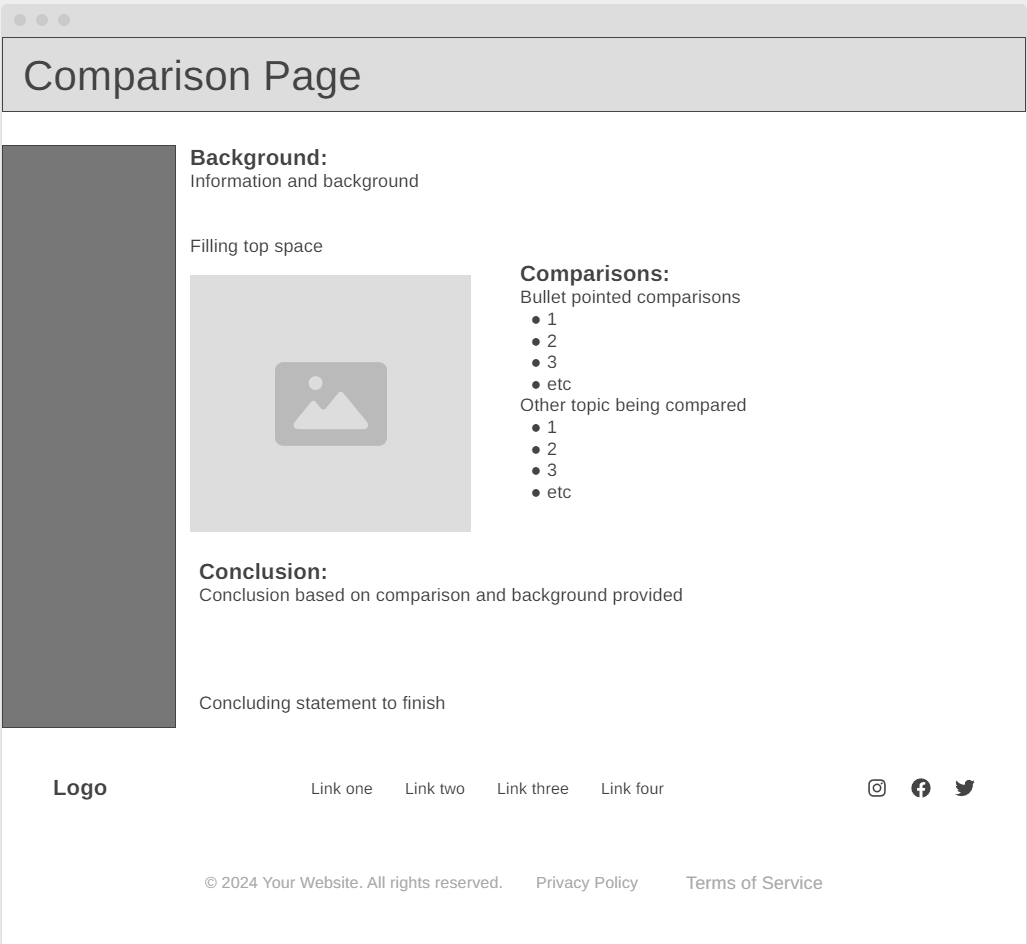 Comparison Page
Background:
Information and background
Filling top space
Comparisons:
Bullet pointed comparisons
● 1
● 2
● 3
● etc
Other topic being compared
● 1
● 2
● 3
● etc
Conclusion:
Conclusion based on comparison and background provided
Concluding statement to finish
Logo
Link one
Link two
Link three
Link four
© 2024 Your Website. All rights reserved.
Privacy Policy
Terms of Service